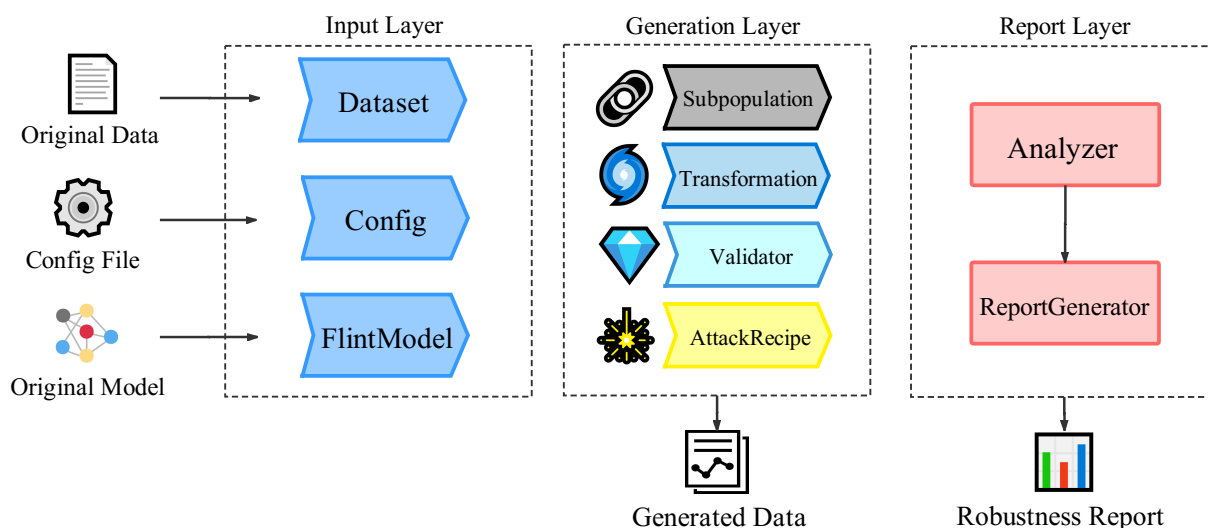 Input Layer
Generation Layer
Report Layer
Original Data
Config File
Original Model
Dataset
Config
FlintModel
Subpopulation
Transformation
Validator
AttackRecipe
Generated Data
Analyzer
ReportGenerator
Robustness Report